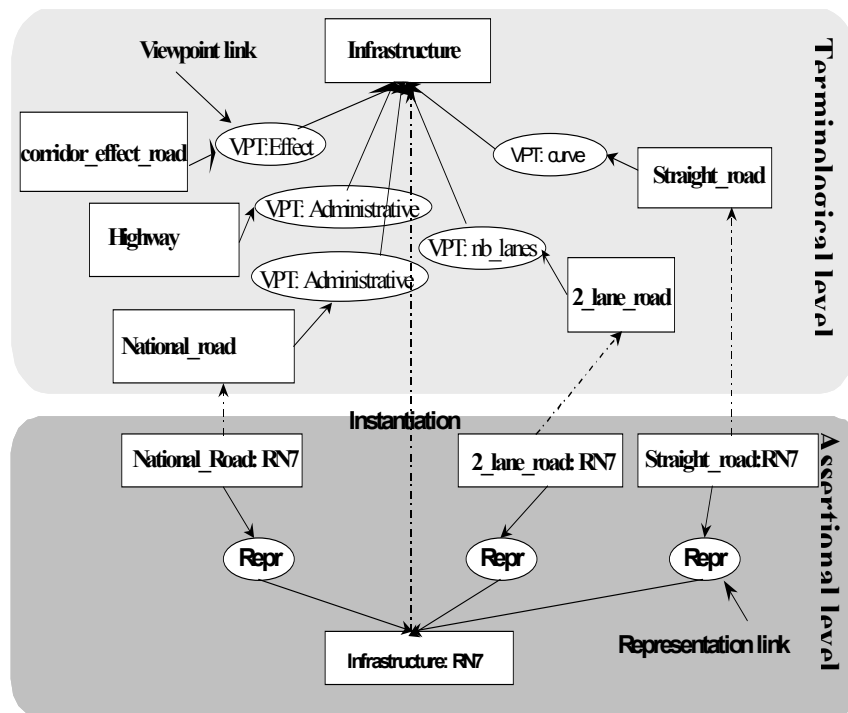 Viewpoint link
Infrastructure
Terminological level
corridor_effect_road
VPT:Effect
VPT: curve
Straight_road
VPT: Administrative
Highway
VPT: nb_lanes
VPT: Administrative
2_lane_road
National_road
Instantiation
Assertional level
National_Road: RN7
2_lane_road: RN7
Straight_road:RN7
Repr
Repr
Repr
Representation link
Infrastructure: RN7